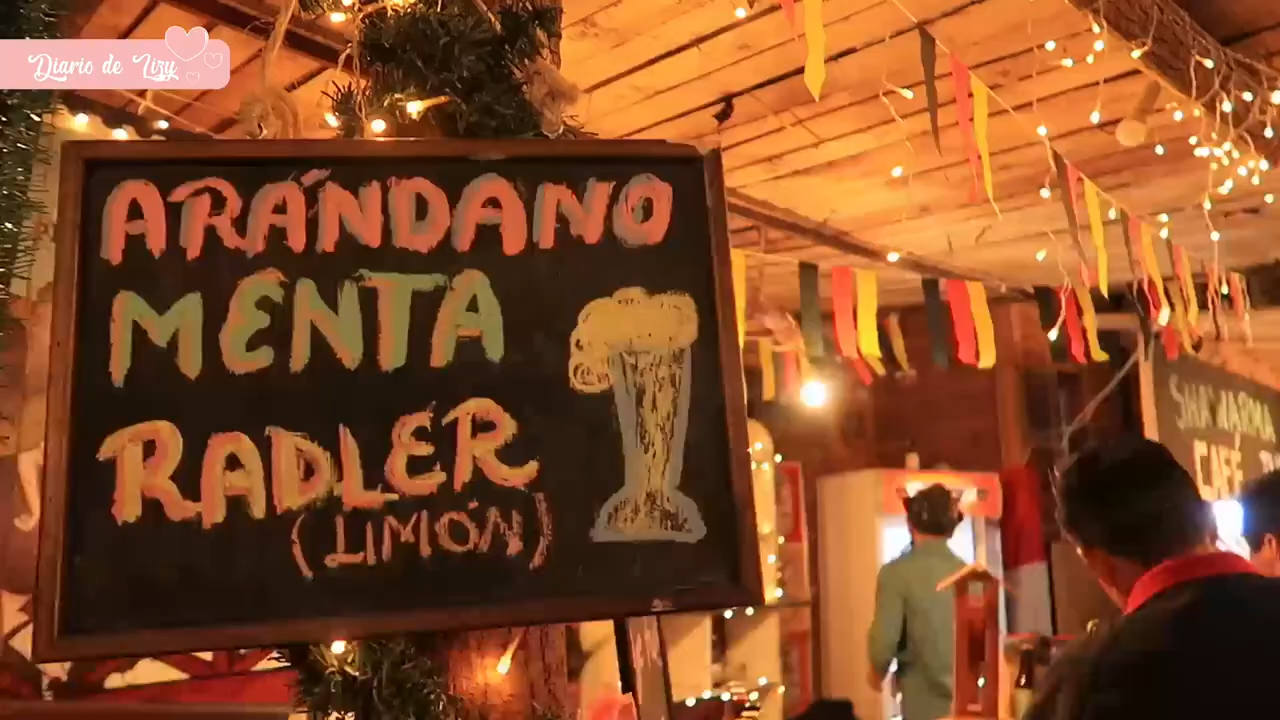 Diario de Lizy
ARÁNDANO
MENTA
RADLER
(LIMÓN)
SHAWARMA
CAFÉ